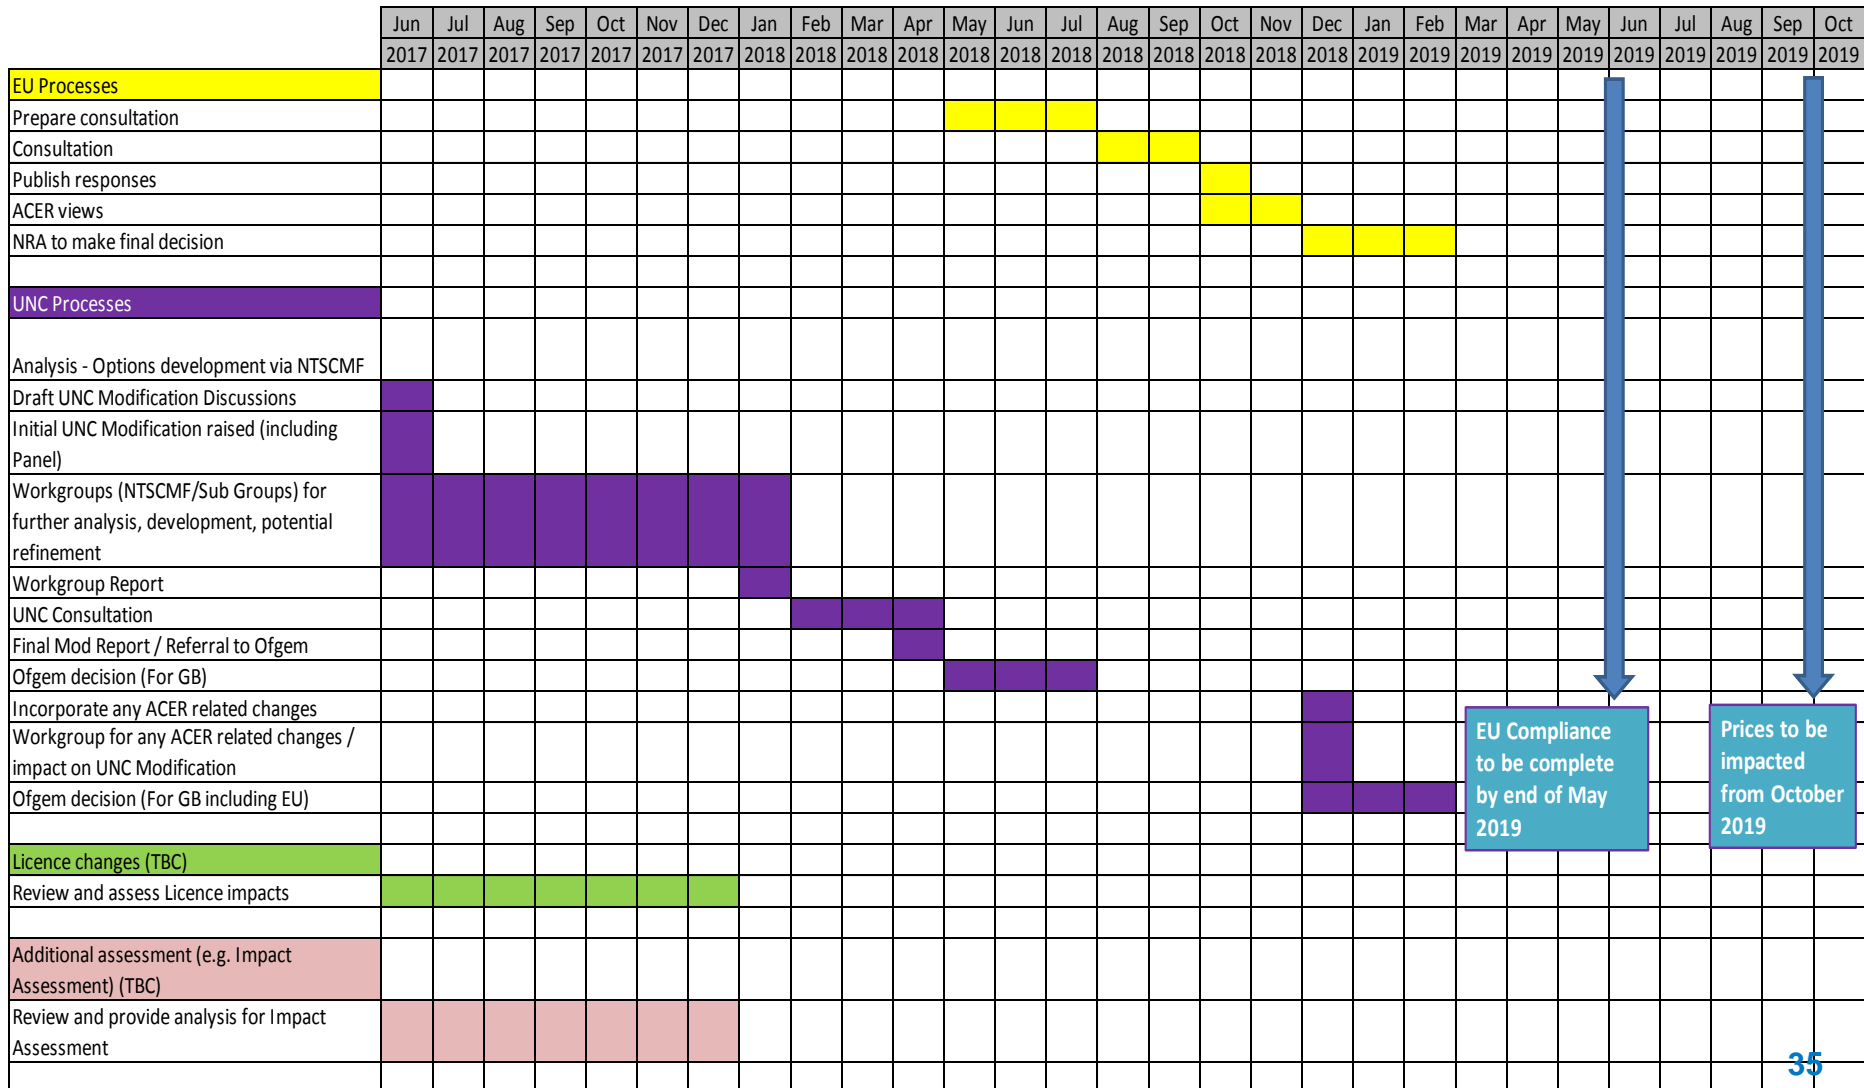 Jun Jul Aug Sep Oct Nov Dec Jan Feb Mar Apr May Jun Jul Aug Sep Oct Nov Dec Jan Feb Mar Apr May Jun Jul Aug Sep Oct
2017 2017 2017 2017 2017 2017 2017 2018 2018 2018 2018 2018 2018 2018 2018 2018 2018 2018 2018 2019 2019 2019 2019 2019 2019 2019 2019 2019 2019
EU Processes
Prepare consultation
Consultation
Publish responses
ACER views
NRA to make final decision
UNC Processes
Analysis - Options development via NTSCMF
Draft UNC Modification Discussions
Initial UNC Modification raised (including
Panel)
Workgroups (NTSCMF/Sub Groups) for
further analysis, development, potential
refinement
Workgroup Report
UNC Consultation
Final Mod Report / Referral to Ofgem
Ofgem decision (For GB)
Incorporate any ACER related changes
Workgroup for any ACER related changes /
impact on UNC Modification
Ofgem decision (For GB including EU)
EU Compliance
to be complete
by end of May
2019
Prices to be
impacted
from October
2019
Licence changes (TBC)
Review and assess Licence impacts
Additional assessment (e.g. Impact
Assessment) (TBC)
Review and provide analysis for Impact
Assessment
35